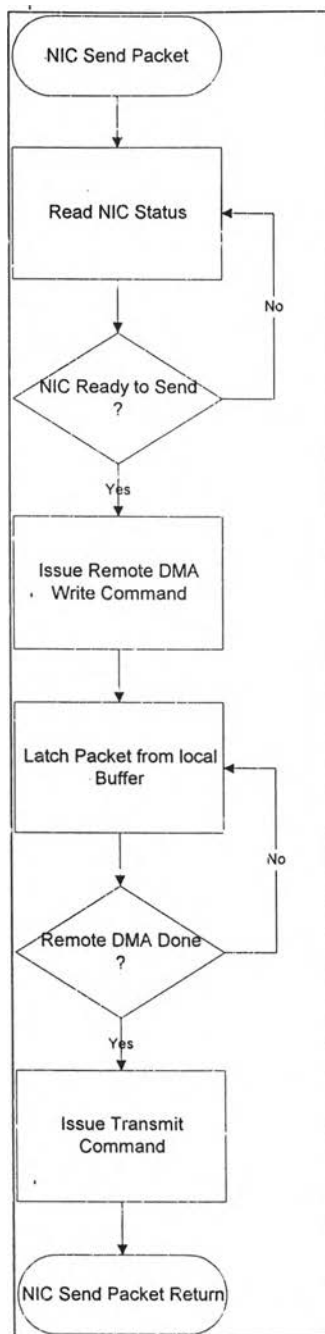 NIC Send Packet
Read NIC Status
No
NIC Ready to Send
?
Yes
Issue Remote DMA
Write Command
Latch Packet from local
Buffer
No
Remote DMA Done
?
Yes
Issue Transmit
Command
NIC Send Packet Return